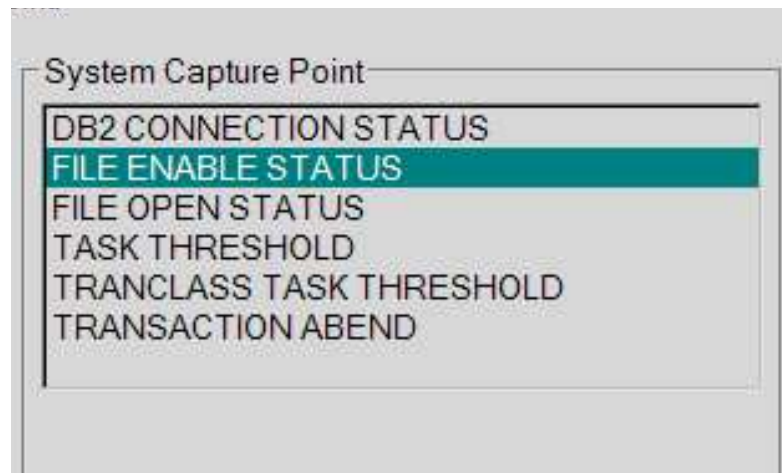 System Capture Point
DB2 CONNECTION STATUS
FILE ENABLE STATUS
FILE OPEN STATUS
TASK THRESHOLD
TRANCLASS TASK THRESHOLD
TRANSACTION ABEND